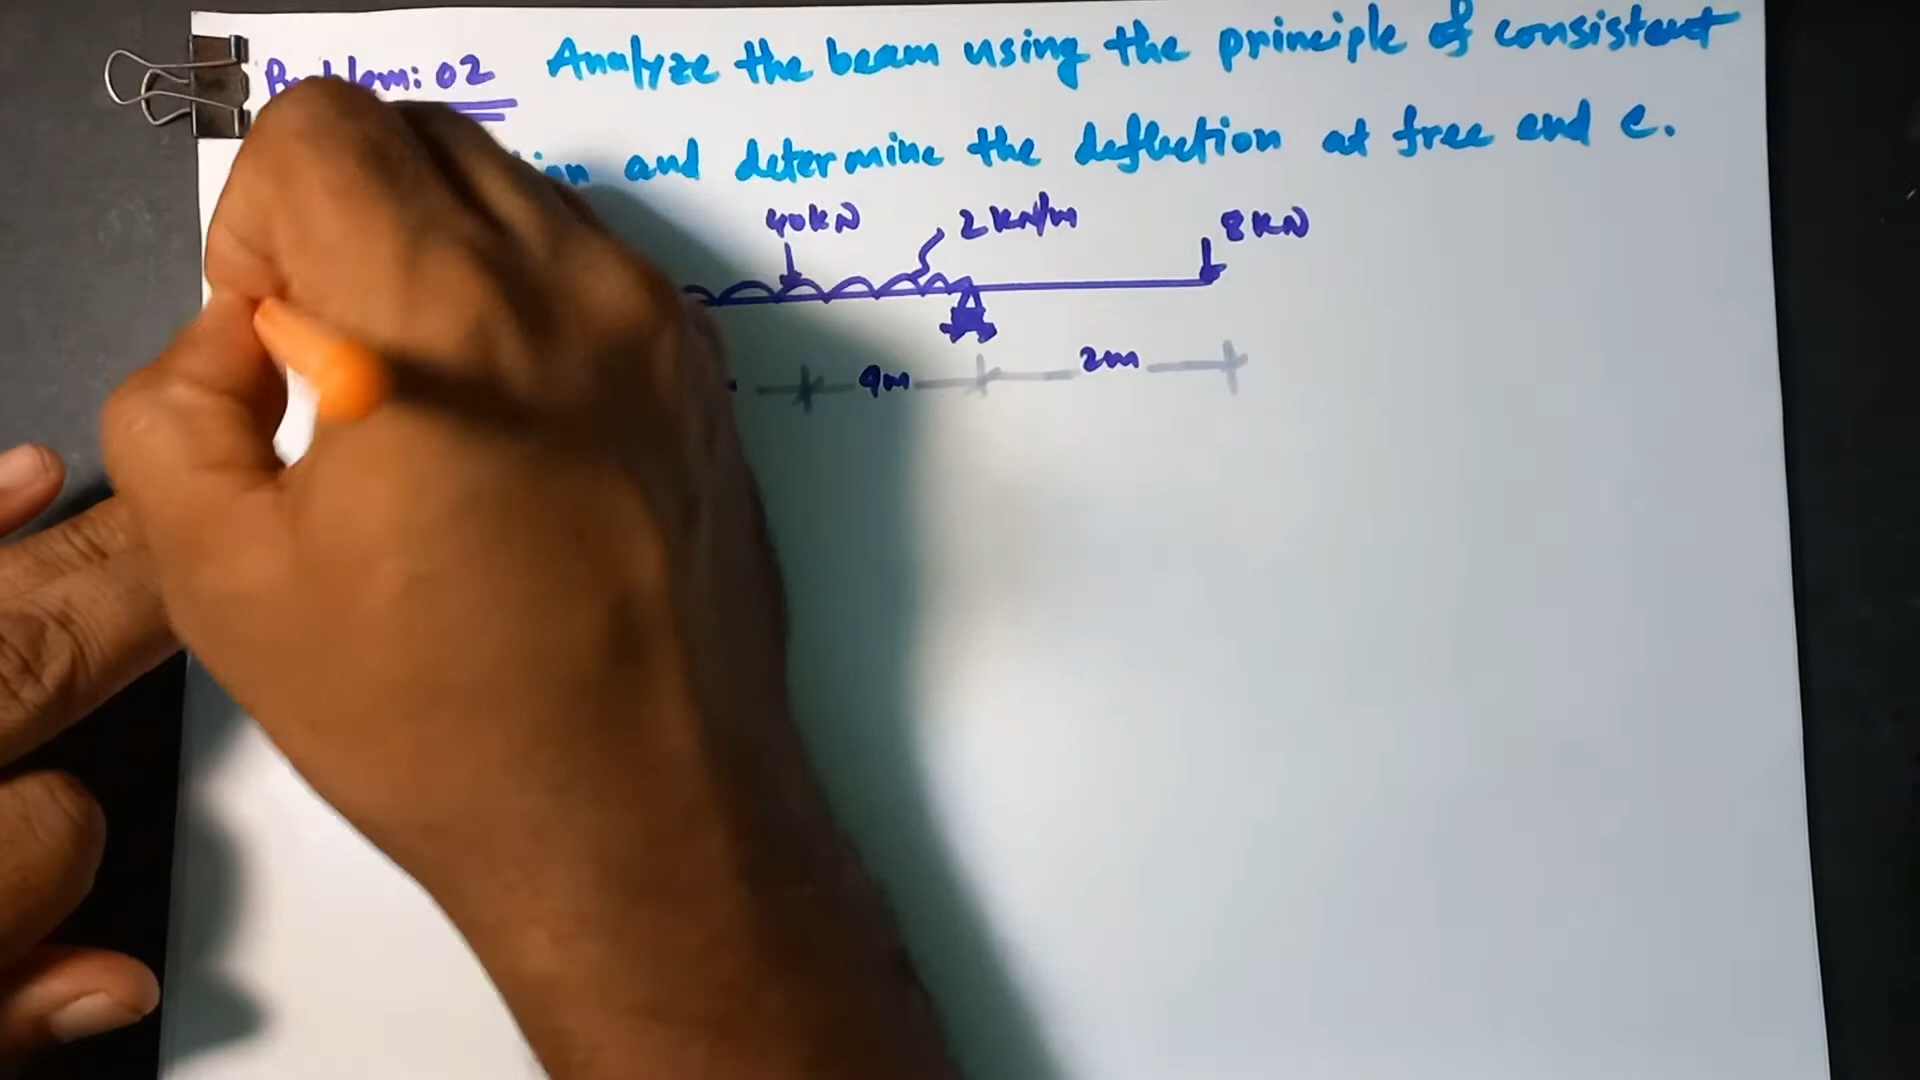 Problem: 02 Analyze the beam using the principle of consistent
and determine the deflection at free end c.
40kN 2kN/m 8kN
4m 2m